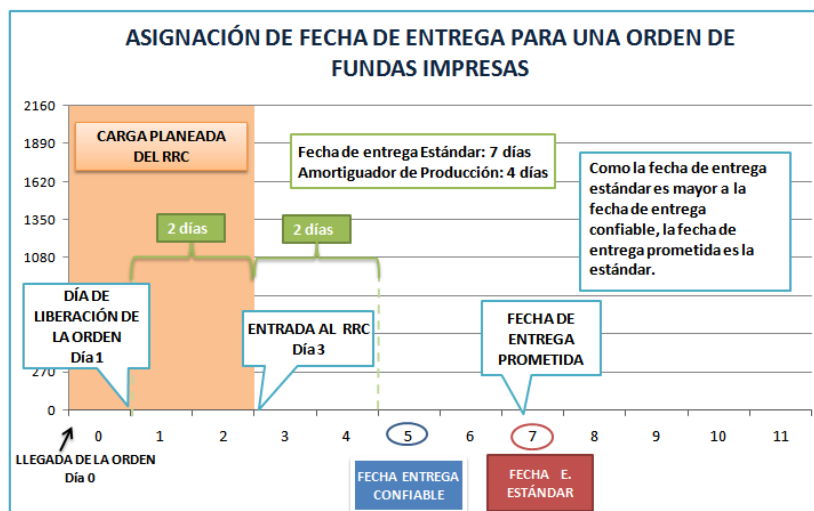 ASIGNACIÓN DE FECHA DE ENTREGA PARA UNA ORDEN DE
FUNDAS IMPRESAS
2160
1890
1620
1350
1080
270
0
CARGA PLANEADA
DEL RRC
Fecha de entrega Estándar: 7 días
Amortiguador de Producción: 4 días
Como la fecha de entrega
estándar es mayor a la
fecha de entrega
confiable, la fecha de
entrega prometida es la
estándar.
2 días
2 días
DÍA DE
LIBERACIÓN DE
LA ORDEN
Día 1
ENTRADA AL RRC
Día 3
FECHA DE
ENTREGA
PROMETIDA
0 1 2 3 4 5 6 7 8 9 10 11
LLEGADA DE LA ORDEN
Día 0
FECHA ENTREGA
CONFIABLE
FECHA E.
ESTÁNDAR